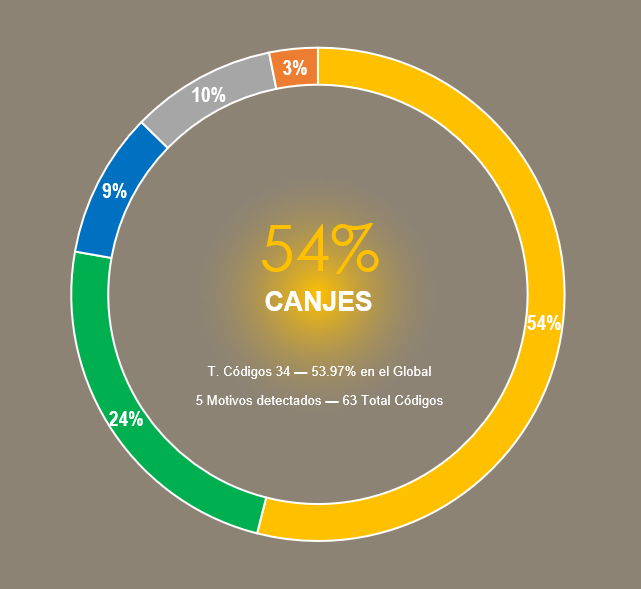 3%
10%
9%
54%
CANJES
54%
T. Códigos 34 — 53.97% en el Global
5 Motivos detectados — 63 Total Códigos
24%